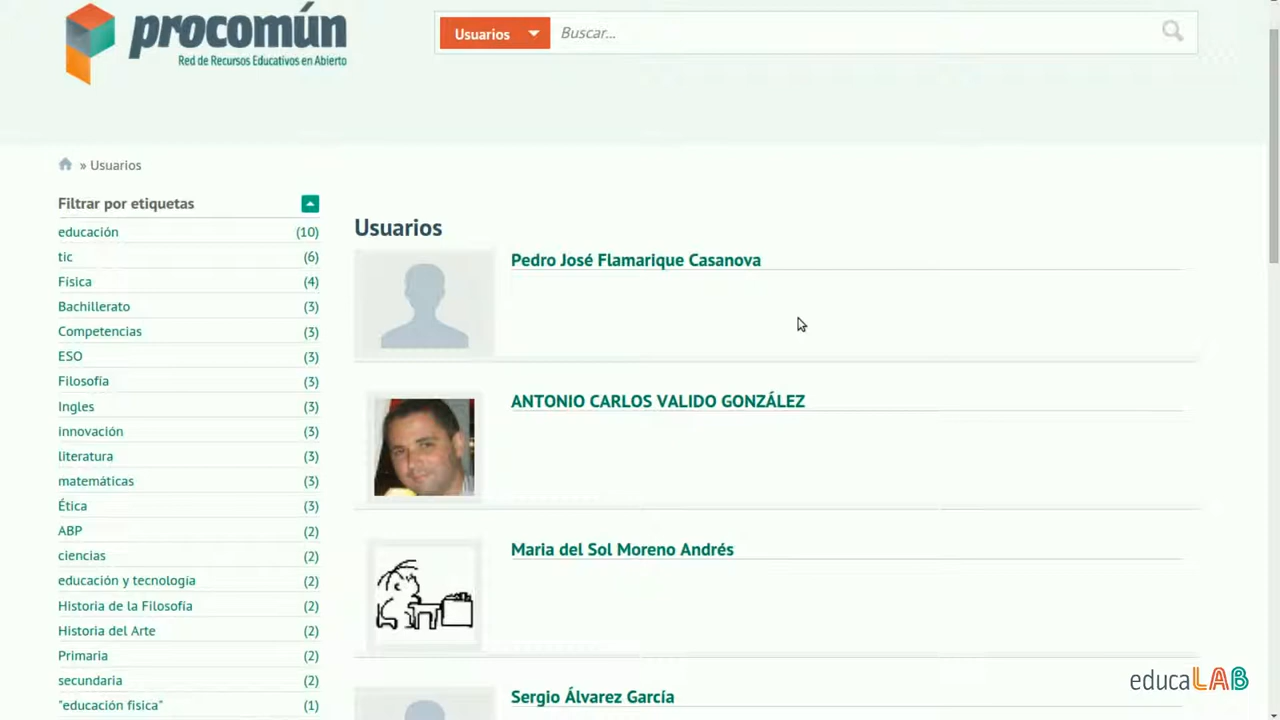 procomún
Red de Recursos Educativos en Abierto
Usuarios
Buscar...
» Usuarios
Filtrar por etiquetas
educación (10)
tic (6)
Física (4)
Bachillerato (3)
Competencias (3)
ESO (3)
Filosofía (3)
Ingles (3)
innovación (3)
literatura (3)
matemáticas (3)
Ética (3)
ABP (2)
ciencias (2)
educación y tecnología (2)
Historia de la Filosofía (2)
Historia del Arte (2)
Primaria (2)
secundaria (2)
"educación fisica" (1)
Usuarios
Pedro José Flamarique Casanova
ANTONIO CARLOS VALIDO GONZÁLEZ
Maria del Sol Moreno Andrés
Sergio Álvarez García
educaLAB